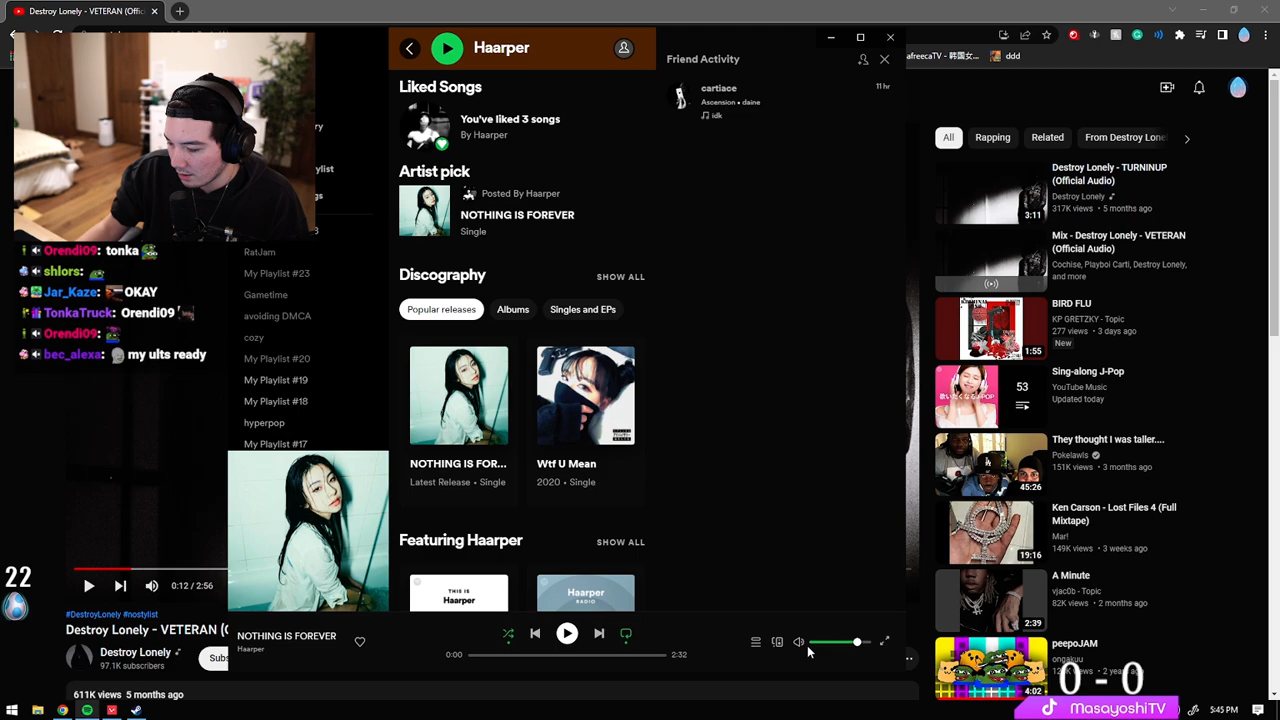 Destroy Lonely - VETERAN (Offic
afreecaTV - 韩国女...
ddd
Haarper
Friend Activity
Liked Songs
You've liked 3 songs
By Haarper
cartiace
Ascension • daine
idk
11 hr
Artist pick
Posted By Haarper
NOTHING IS FOREVER
Single
Discography
SHOW ALL
Popular releases
Albums
Singles and EPs
NOTHING IS FOR...
Latest Release • Single
Wtf U Mean
2020 • Single
Featuring Haarper
SHOW ALL
THIS IS
Haarper
Haarper
RADIO
RatJam
My Playlist #23
Gametime
avoiding DMCA
cozy
My Playlist #20
My Playlist #19
My Playlist #18
hyperpop
My Playlist #17
Orendi09: tonka
shlors:
Jar_Kaze: OKAY
TonkaTruck: Orendi09
Orendi09:
bec_alexa: my ults ready
22
0:12 / 2:56
#DestroyLonely #nostylist
Destroy Lonely - VETERAN (
Destroy Lonely
97.1K subscribers
Subs
611K views 5 months ago
NOTHING IS FOREVER
Haarper
0:00
2:32
All
Rapping
Related
From Destroy Lonel
Destroy Lonely - TURNINUP
(Official Audio)
Destroy Lonely
317K views • 5 months ago
3:11
Mix - Destroy Lonely - VETERAN
(Official Audio)
Cochise, Playboi Carti, Destroy Lonely,
and more
BIRD FLU
KP GRETZKY - Topic
277 views • 3 days ago
New
1:55
Sing-along J-POP
YouTube Music
Updated today
53
They thought I was taller....
Pokelawls
151K views • 3 months ago
45:26
Ken Carson - Lost Files 4 (Full
Mixtape)
Mar!
149K views • 3 weeks ago
19:16
A Minute
vjac0b - Topic
82K views • 2 months ago
2:39
peepoJAM
ongakuu
4:02
0 - 0
MasayoshiTV
5:45 PM